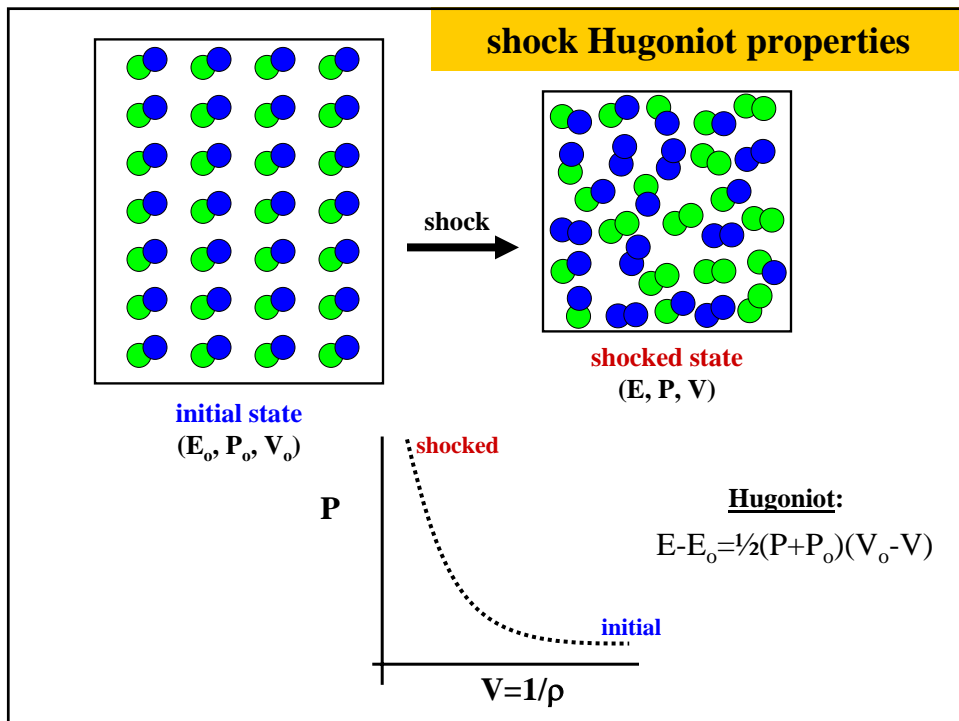 shock Hugoniot properties
shock
shocked state
(E, P, V)
initial state
(Eₒ, Pₒ, Vₒ)
shocked
P
Hugoniot:
E-Eₒ=½(P+Pₒ)(Vₒ-V)
initial
V=1/ρ